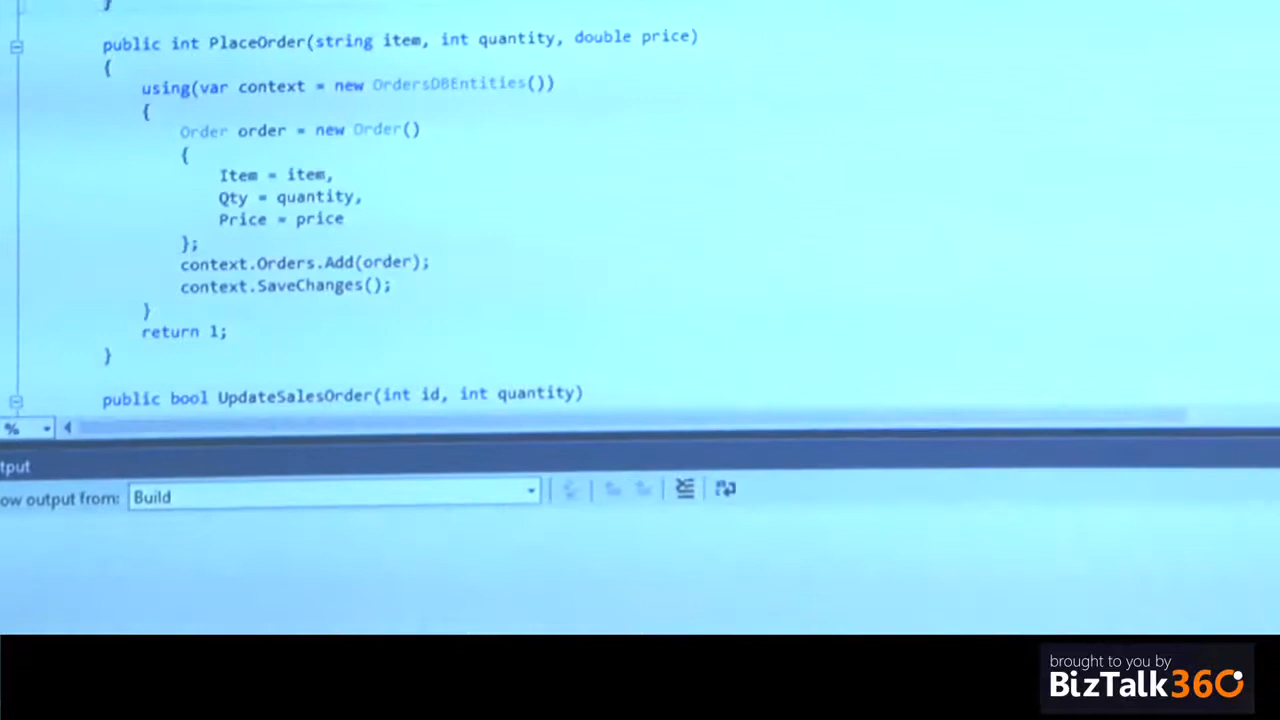 }
public int PlaceOrder(string item, int quantity, double price)
{
using(var context = new OrdersDBEntities())
{
Order order = new Order()
{
Item = item,
Qty = quantity,
Price = price
};
context.Orders.Add(order);
context.SaveChanges();
}
return 1;
}
public bool UpdateSalesOrder(int id, int quantity)
%
tput
ow output from: Build
brought to you by
BizTalk360